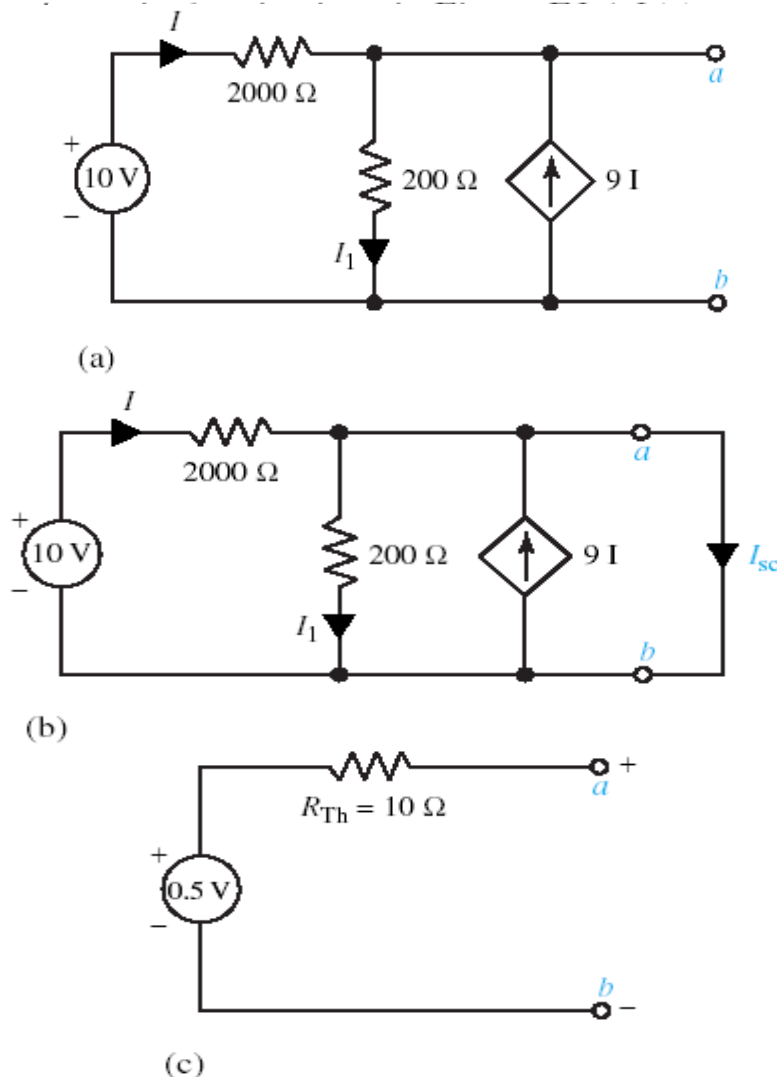 I
2000 Ω
a
+
10 V
200 Ω
9 I
−
I1
b
(a)
I
2000 Ω
a
+
10 V
200 Ω
9 I
Isc
−
I1
b
(b)
RTh = 10 Ω
a +
+
0.5 V
−
b −
(c)